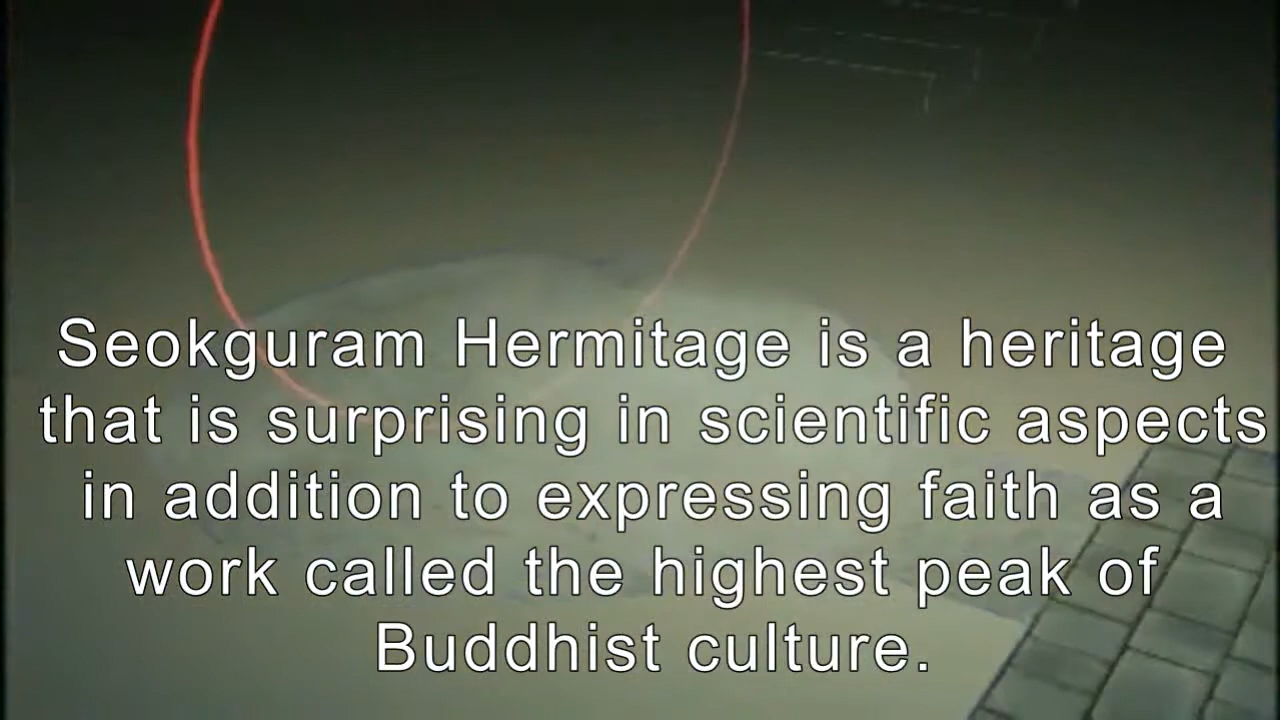 Seokguram Hermitage is a heritage
that is surprising in scientific aspects
in addition to expressing faith as a
work called the highest peak of
Buddhist culture.